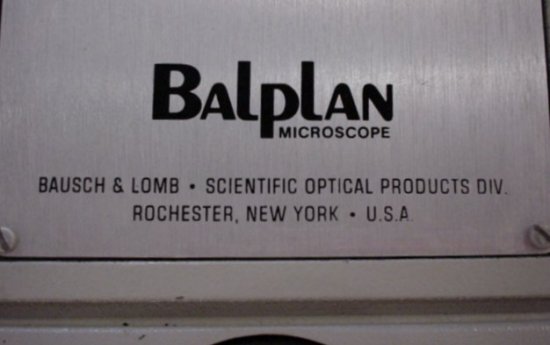 BALPLAN
MICROSCOPE
BAUSCH & LOMB • SCIENTIFIC OPTICAL PRODUCTS DIV.
ROCHESTER, NEW YORK • U.S.A.